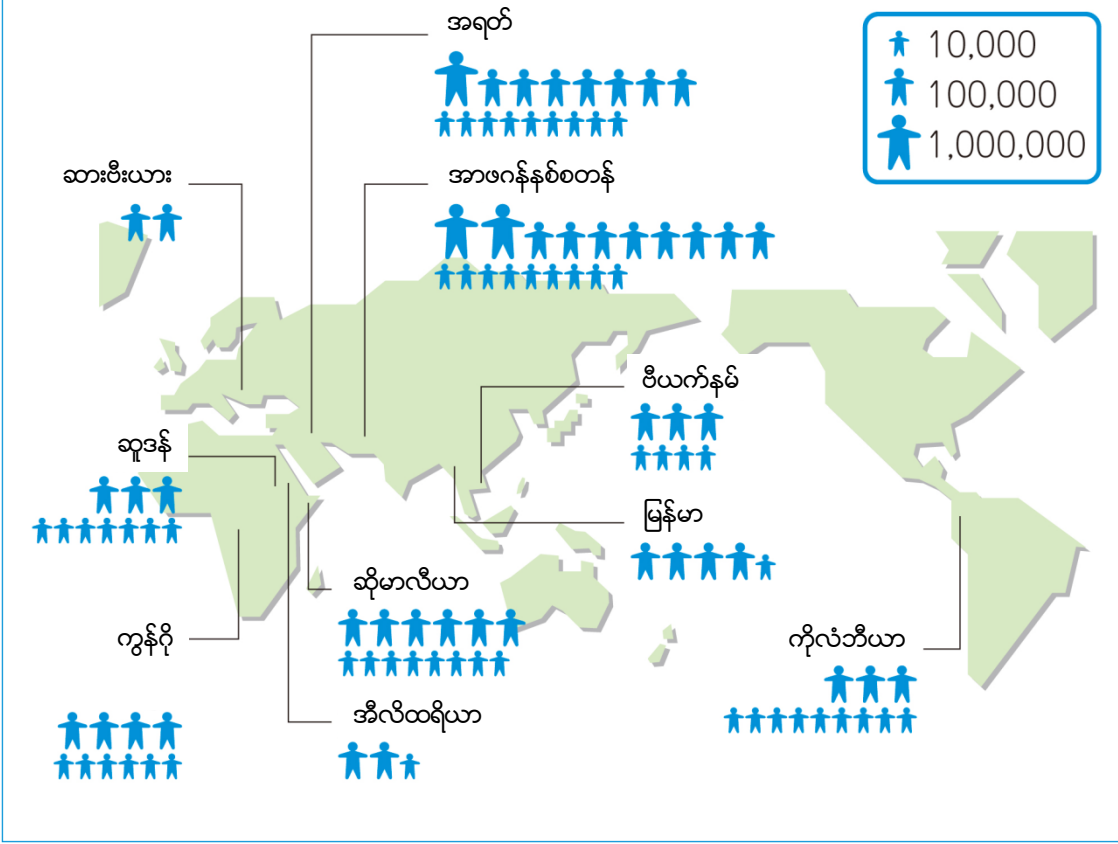 အရတ်
10,000
100,000
1,000,000
ဆားဗီးယား
အာဖဂန်နစ်စတန်
ဗီယက်နမ်
ဆူဒန်
မြန်မာ
ဆိုမာလီယာ
ကွန်ဂို
ကိုလံဘီယာ
အီလိထရိယာ